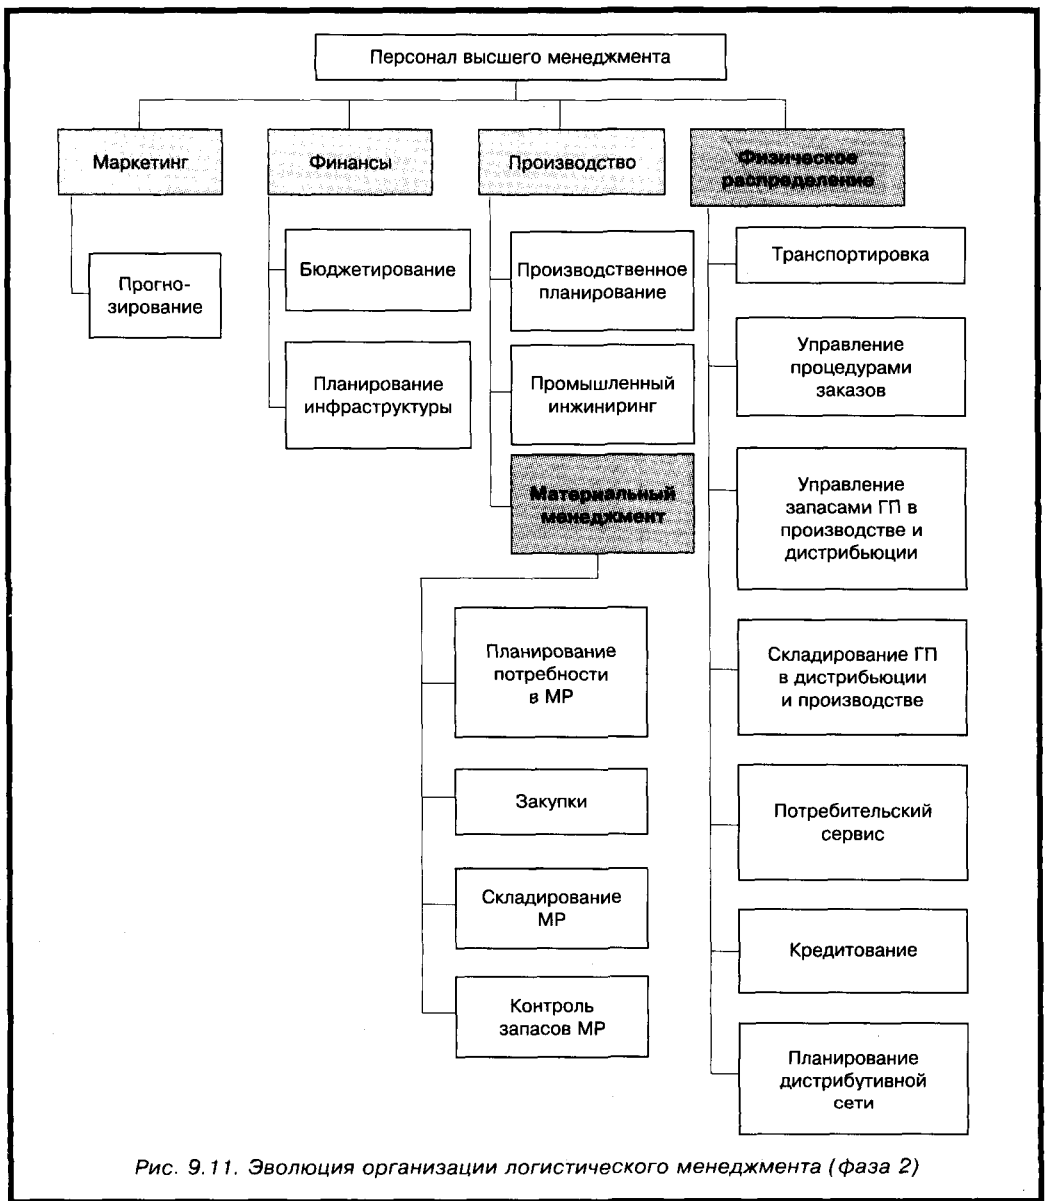 Персонал высшего менеджмента
Маркетинг
Финансы
Производство
Физическое
распределение
Прогно-
зирование
Бюджетирование
Планирование
инфраструктуры
Производственное
планирование
Промышленный
инжиниринг
Материальный
менеджмент
Планирование
потребности
в МР
Закупки
Складирование
МР
Контроль
запасов МР
Транспортировка
Управление
процедурами
заказов
Управление
запасами ГП в
производстве и
дистрибьюции
Складирование ГП
в дистрибьюции
и производстве
Потребительский
сервис
Кредитование
Планирование
дистрибутивной
сети
Рис. 9.11. Эволюция организации логистического менеджмента (фаза 2)